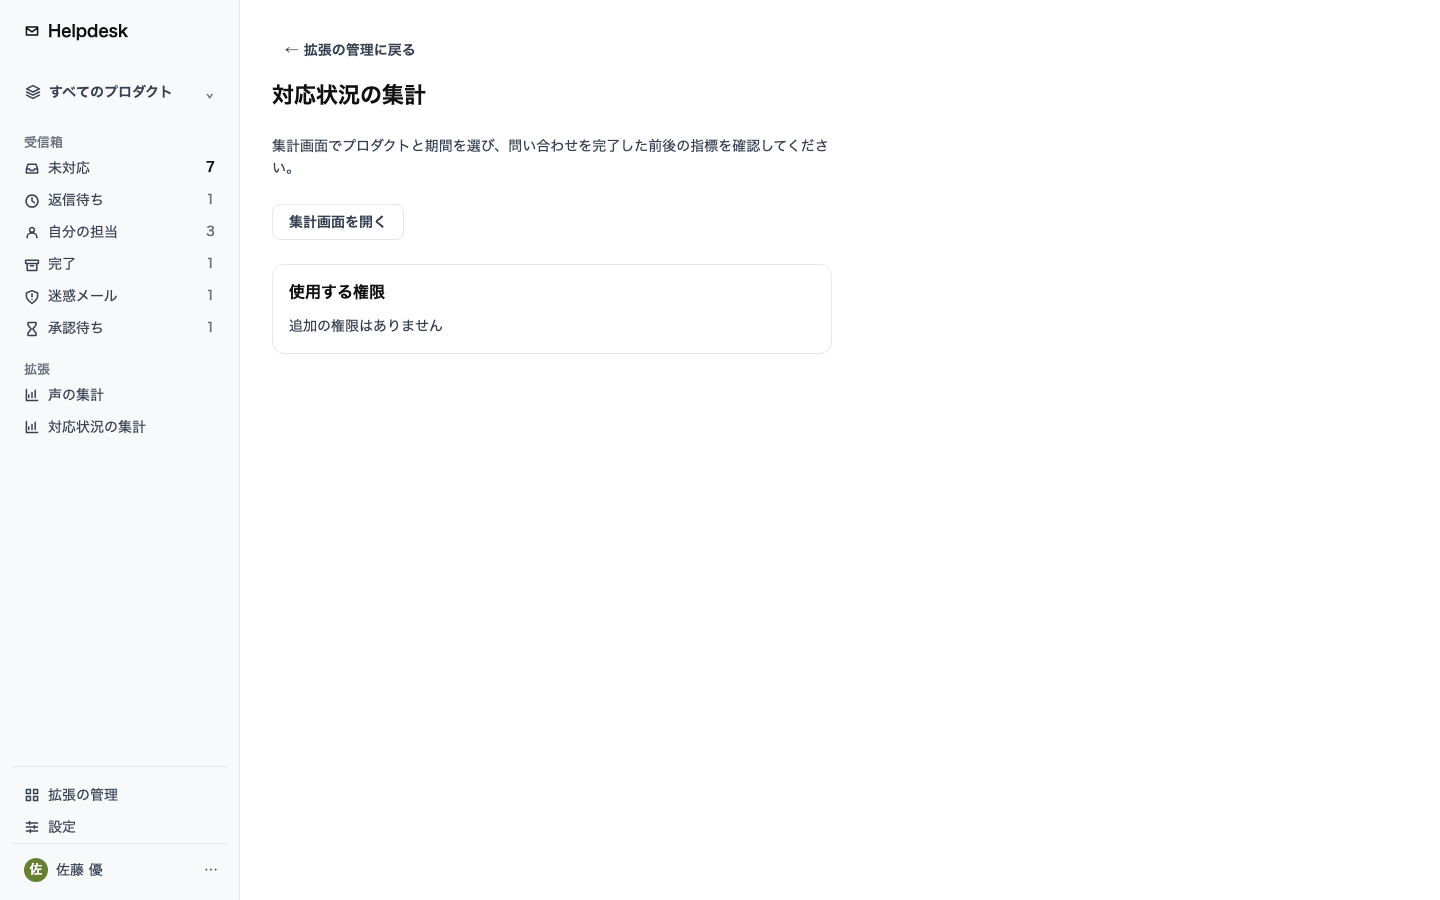 Helpdesk
すべてのプロダクト
受信箱
未対応 7
返信待ち 1
自分の担当 3
完了 1
迷惑メール 1
承認待ち 1
拡張
声の集計
対応状況の集計
拡張の管理
設定
佐 佐藤 優 …
← 拡張の管理に戻る
対応状況の集計
集計画面でプロダクトと期間を選び、問い合わせを完了した前後の指標を確認してくださ
い。
集計画面を開く
使用する権限
追加の権限はありません